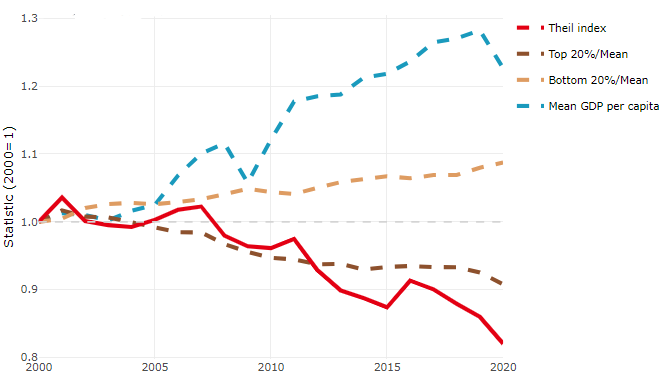 1.3
1.2
1.1
1.0
0.9
0.8
Statistic (2000=1)
2000
2005
2010
2015
2020
Theil index
Top 20%/Mean
Bottom 20%/Mean
Mean GDP per capita